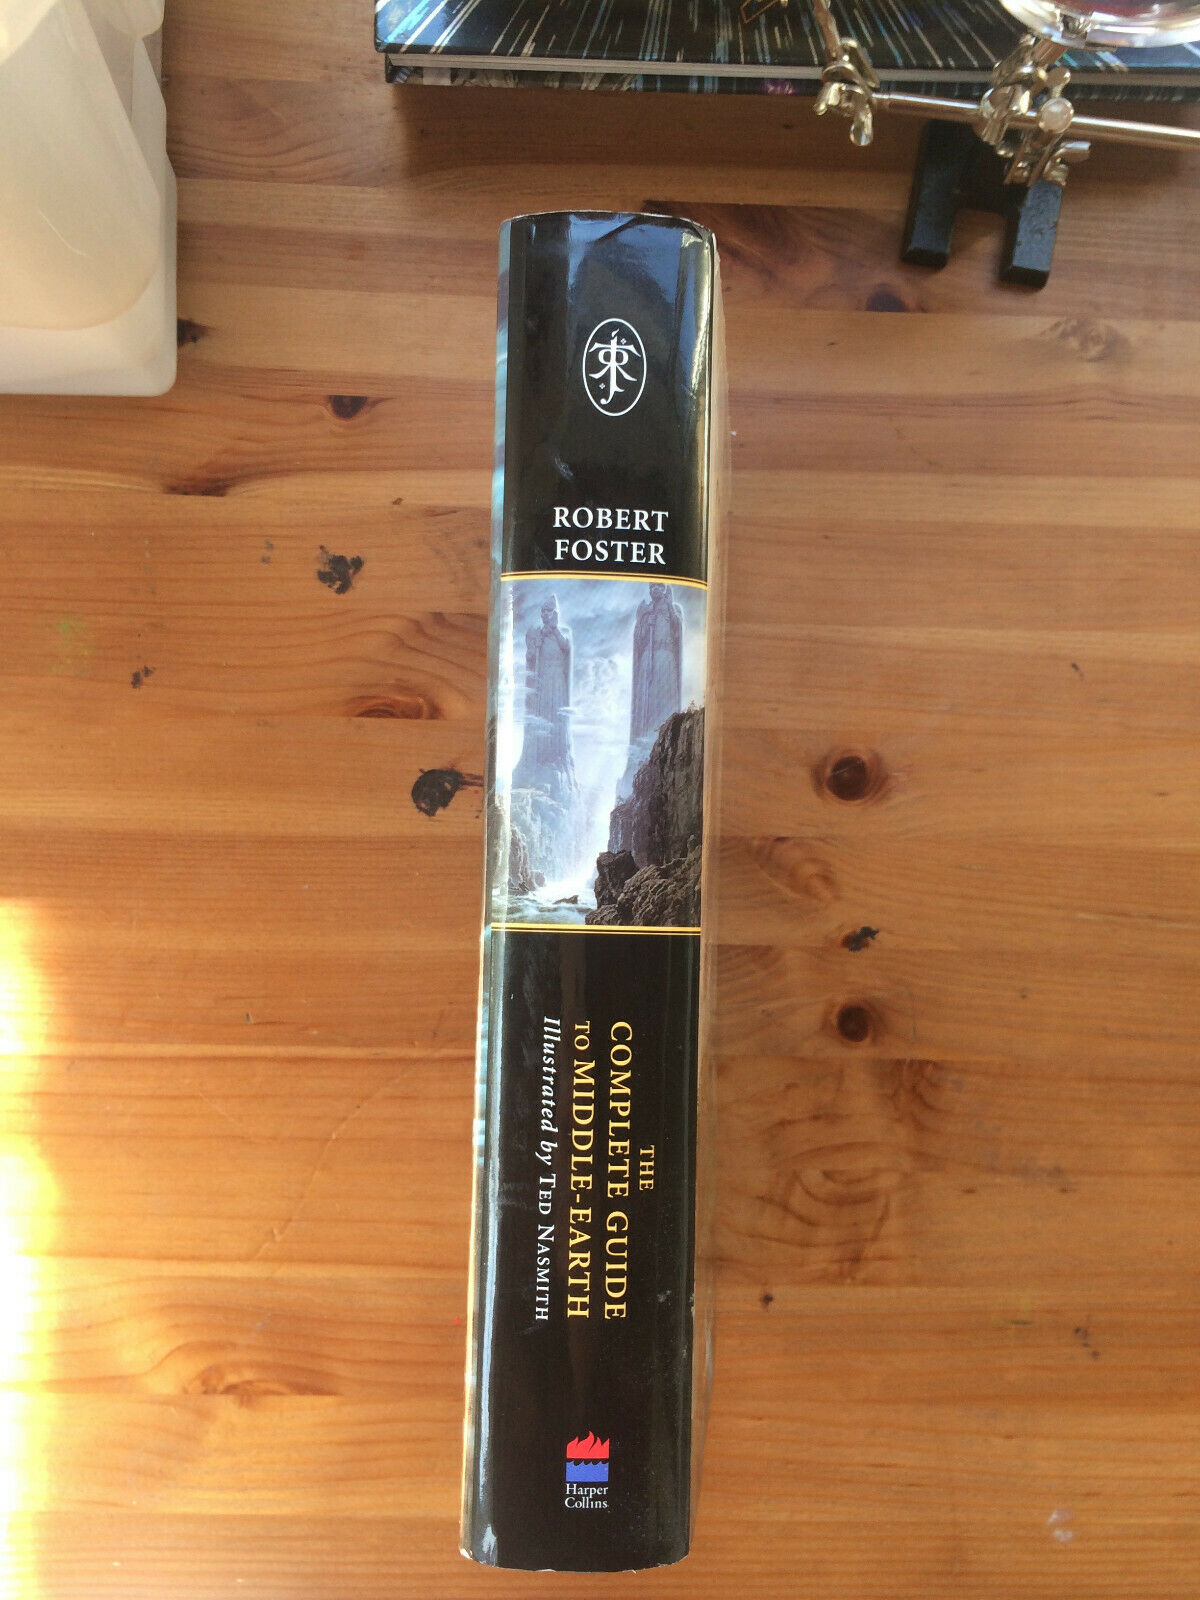 ROBERT
FOSTER
THE
COMPLETE GUIDE
TO MIDDLE-EARTH
Illustrated by TED NASMITH
Harper
Collins